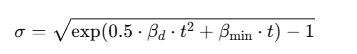 σ = √(exp(0.5 · β_d · t² + β_min · t) − 1)